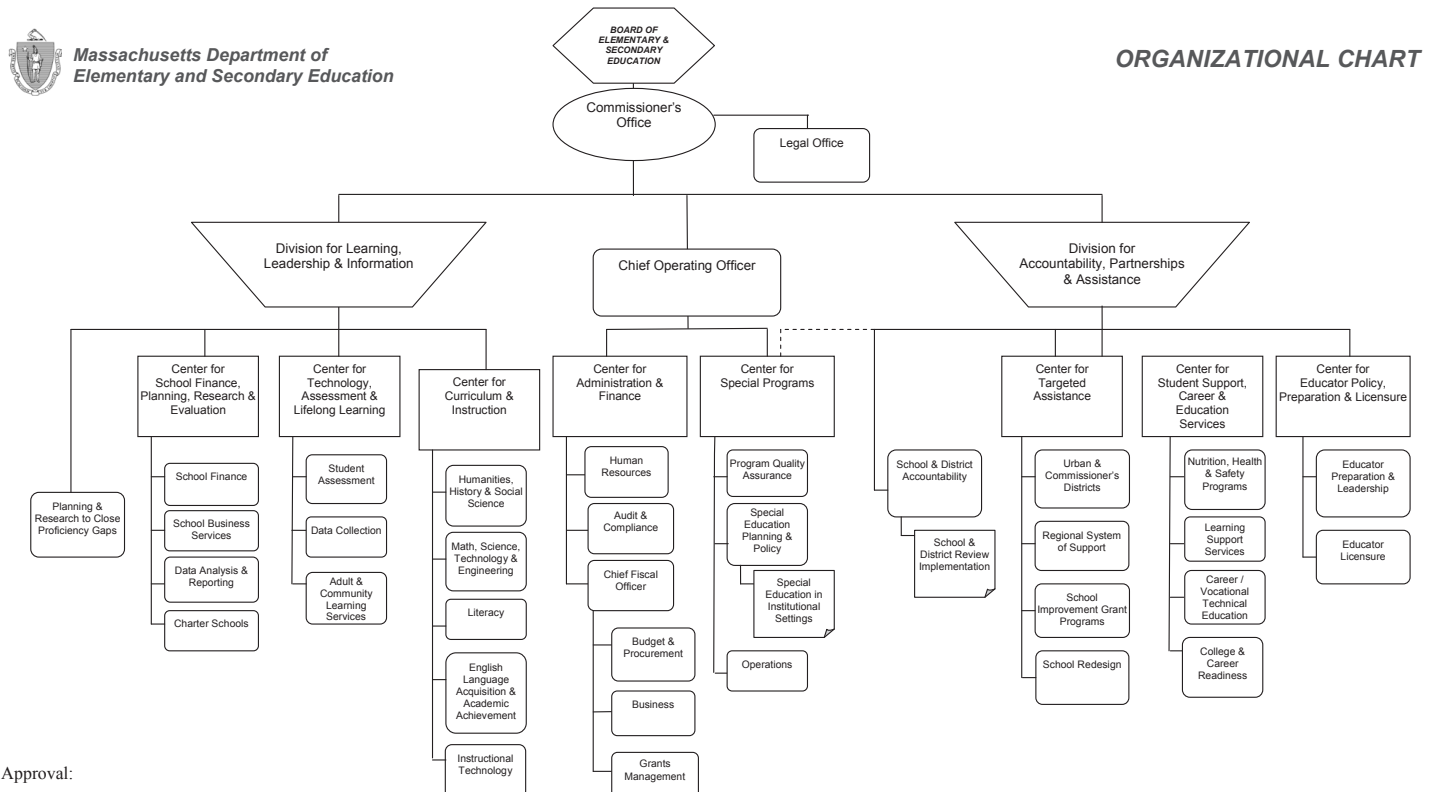 Massachusetts Department of
Elementary and Secondary Education
ORGANIZATIONAL CHART
BOARD OF
ELEMENTARY &
SECONDARY
EDUCATION
Commissioner's
Office
Legal Office
Division for Learning,
Leadership & Information
Chief Operating Officer
Division for
Accountability, Partnerships
& Assistance
Center for
School Finance,
Planning, Research &
Evaluation
Center for
Technology,
Assessment &
Lifelong Learning
Center for
Curriculum &
Instruction
Center for
Administration &
Finance
Center for
Special Programs
Center for
Targeted
Assistance
Center for
Student Support,
Career &
Education
Services
Center for
Educator Policy,
Preparation & Licensure
Planning &
Research to Close
Proficiency Gaps
School Finance
School Business
Services
Data Analysis &
Reporting
Charter Schools
Student
Assessment
Data Collection
Adult &
Community
Learning
Services
Humanities,
History & Social
Science
Math, Science,
Technology &
Engineering
Literacy
English
Language
Acquisition &
Academic
Achievement
Instructional
Technology
Human
Resources
Audit &
Compliance
Chief Fiscal
Officer
Budget &
Procurement
Business
Grants
Management
Program Quality
Assurance
Special
Education
Planning &
Policy
Special
Education in
Institutional
Settings
Operations
School & District
Accountability
School &
District Review
Implementation
Urban &
Commissioner's
Districts
Regional System
of Support
School
Improvement Grant
Programs
School Redesign
Nutrition, Health
& Safety
Programs
Learning
Support
Services
Career /
Vocational
Technical
Education
College &
Career
Readiness
Educator
Preparation &
Leadership
Educator
Licensure
Approval: